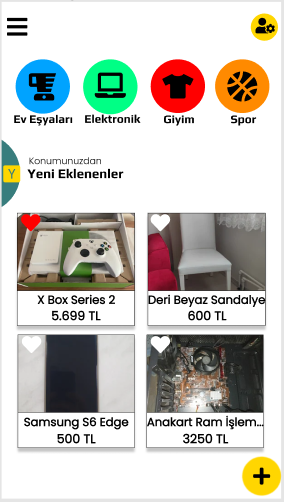 Ev Eşyaları
Elektronik
Giyim
Spor
Y
Konumunuzdan
Yeni Eklenenler
X Box Series 2
5.699 TL
Deri Beyaz Sandalye
600 TL
Samsung S6 Edge
500 TL
Anakart Ram İşlem...
3250 TL